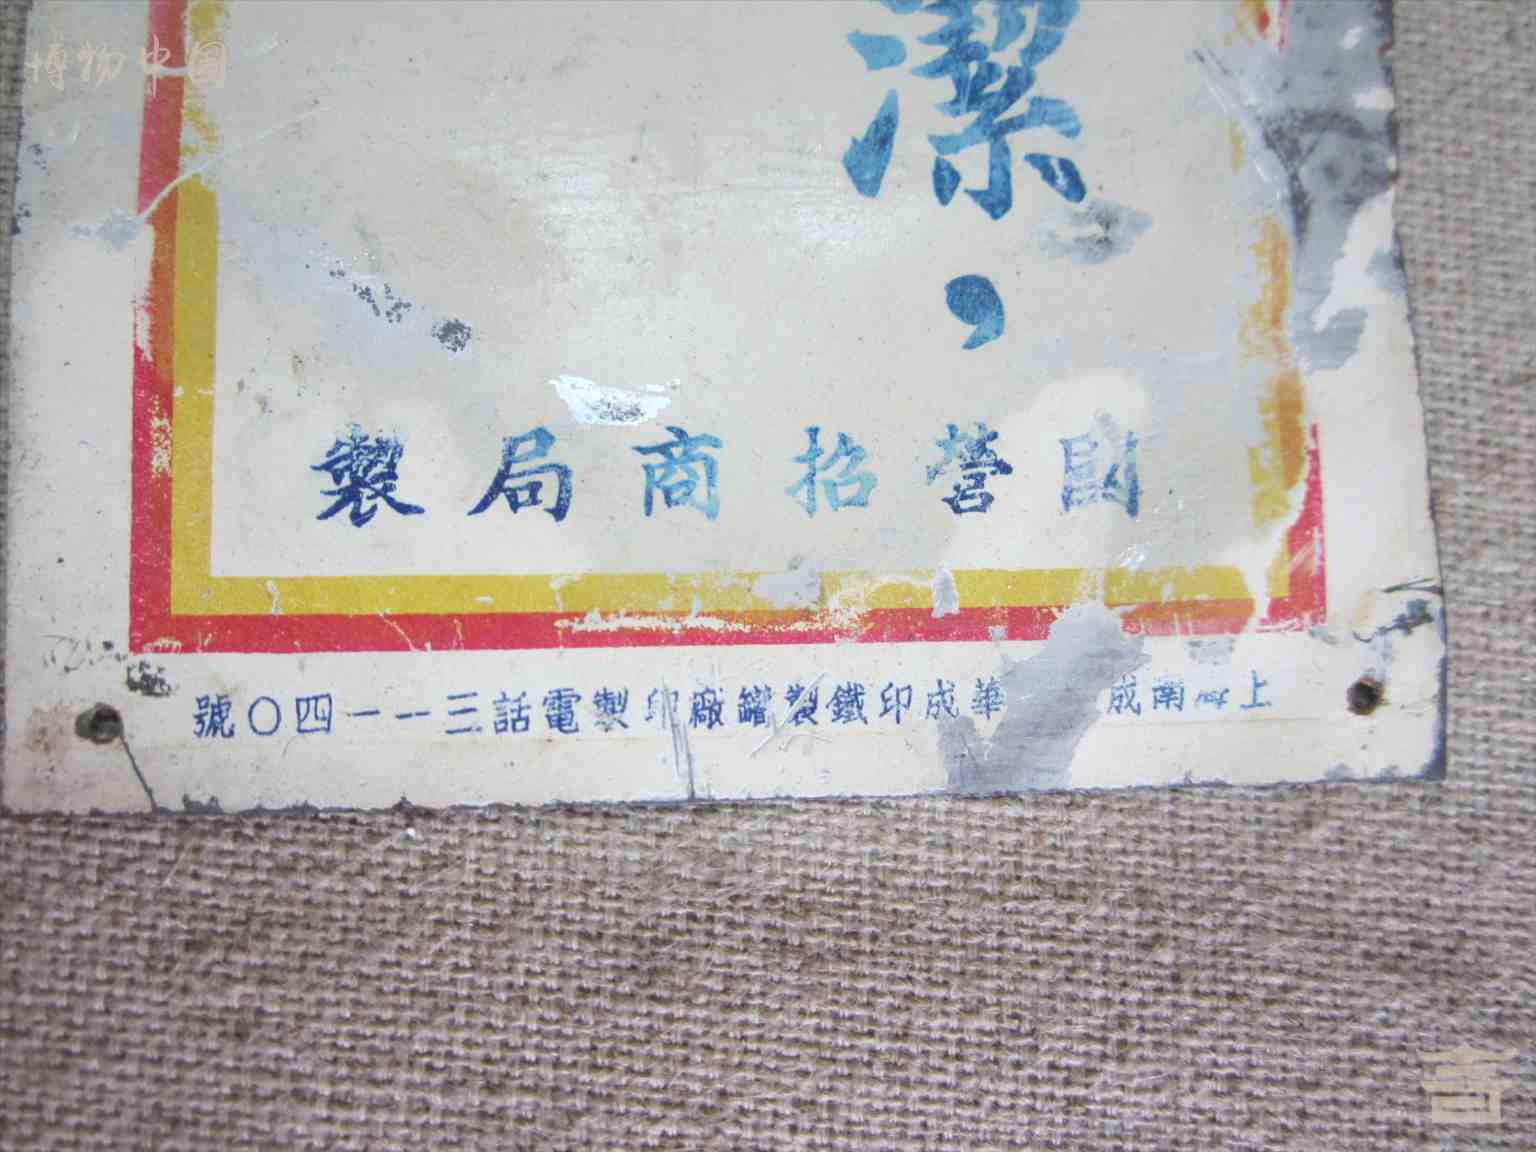 博物中国
潔、
國營招商局製
上海南成 華成印鐵製罐廠印製電話三一一四〇號